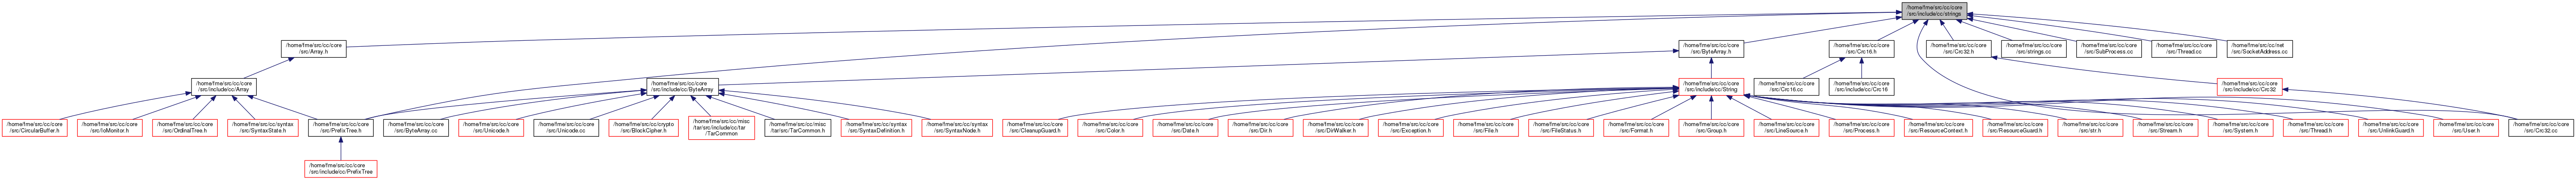 /home/fme/src/cc/core
/src/include/cc/strings
/home/fme/src/cc/core
/src/Array.h
/home/fme/src/cc/core
/src/ByteArray.h
/home/fme/src/cc/core
/src/Crc16.h
/home/fme/src/cc/core
/src/Crc32.h
/home/fme/src/cc/core
/src/strings.cc
/home/fme/src/cc/core
/src/SubProcess.cc
/home/fme/src/cc/core
/src/Thread.cc
/home/fme/src/cc/net
/src/SocketAddress.cc
/home/fme/src/cc/core
/src/include/cc/Array
/home/fme/src/cc/core
/src/include/cc/ByteArray
/home/fme/src/cc/core
/src/include/cc/String
/home/fme/src/cc/core
/src/Crc16.cc
/home/fme/src/cc/core
/src/include/cc/Crc16
/home/fme/src/cc/core
/src/include/cc/Crc32
/home/fme/src/cc/core
/src/CircularBuffer.h
/home/fme/src/cc/core
/src/IoMonitor.h
/home/fme/src/cc/core
/src/OrdinalTree.h
/home/fme/src/cc/syntax
/src/SyntaxState.h
/home/fme/src/cc/core
/src/PrefixTree.h
/home/fme/src/cc/core
/src/ByteArray.cc
/home/fme/src/cc/core
/src/Unicode.h
/home/fme/src/cc/core
/src/Unicode.cc
/home/fme/src/cc/crypto
/src/BlockCipher.h
/home/fme/src/cc/misc
/tar/src/include/cc/tar
/TarCommon
/home/fme/src/cc/misc
/tar/src/TarCommon.h
/home/fme/src/cc/syntax
/src/SyntaxDefinition.h
/home/fme/src/cc/syntax
/src/SyntaxNode.h
/home/fme/src/cc/core
/src/CleanupGuard.h
/home/fme/src/cc/core
/src/Color.h
/home/fme/src/cc/core
/src/Date.h
/home/fme/src/cc/core
/src/Dir.h
/home/fme/src/cc/core
/src/DirWalker.h
/home/fme/src/cc/core
/src/Exception.h
/home/fme/src/cc/core
/src/File.h
/home/fme/src/cc/core
/src/FileStatus.h
/home/fme/src/cc/core
/src/Format.h
/home/fme/src/cc/core
/src/Group.h
/home/fme/src/cc/core
/src/LineSource.h
/home/fme/src/cc/core
/src/Process.h
/home/fme/src/cc/core
/src/ResourceContext.h
/home/fme/src/cc/core
/src/ResourceGuard.h
/home/fme/src/cc/core
/src/str.h
/home/fme/src/cc/core
/src/Stream.h
/home/fme/src/cc/core
/src/System.h
/home/fme/src/cc/core
/src/Thread.h
/home/fme/src/cc/core
/src/UnlinkGuard.h
/home/fme/src/cc/core
/src/User.h
/home/fme/src/cc/core
/src/Crc32.cc
/home/fme/src/cc/core
/src/include/cc/PrefixTree